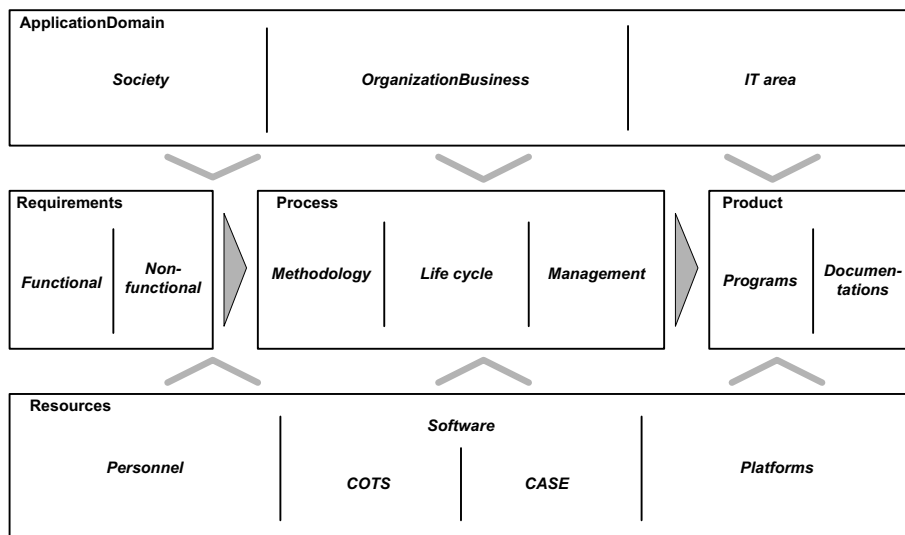 ApplicationDomain
Society
OrganizationBusiness
IT area
Requirements
Functional
Non-
functional
Process
Methodology
Life cycle
Management
Product
Programs
Documen-
tations
Resources
Personnel
Software
COTS
CASE
Platforms